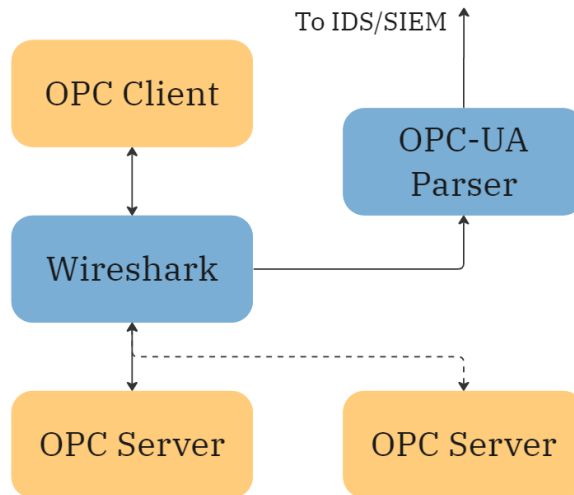 To IDS/SIEM
OPC Client
OPC-UA
Parser
Wireshark
OPC Server
OPC Server